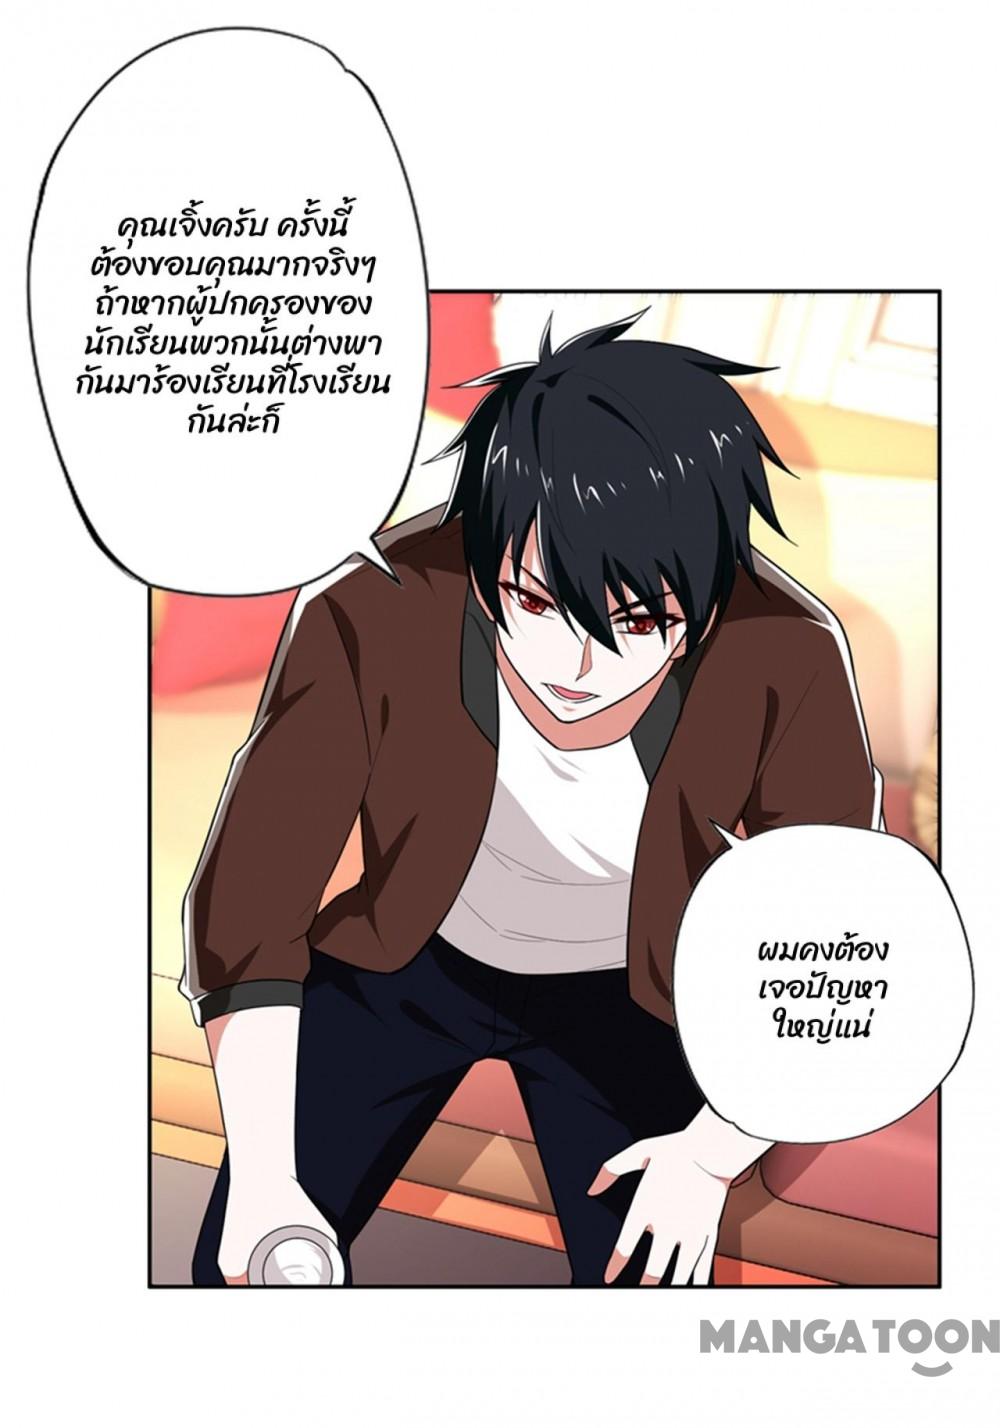 คุณเจิ้งครับ ครั้งนี้
ต้องขอบคุณมากจริงๆ
ถ้าหากผู้ปกครองของ
นักเรียนพวกนั้นต่างพา
กันมาร้องเรียนที่โรงเรียน
กันล่ะก็
ผมคงต้อง
เจอปัญหา
ใหญ่แน่
MANGATOON